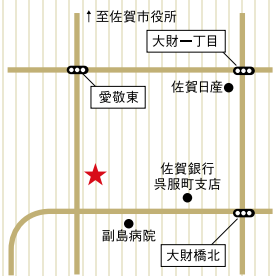 ↑至佐賀市役所
大財一丁目
佐賀日産
愛敬東
佐賀銀行
呉服町支店
副島病院
大財橋北